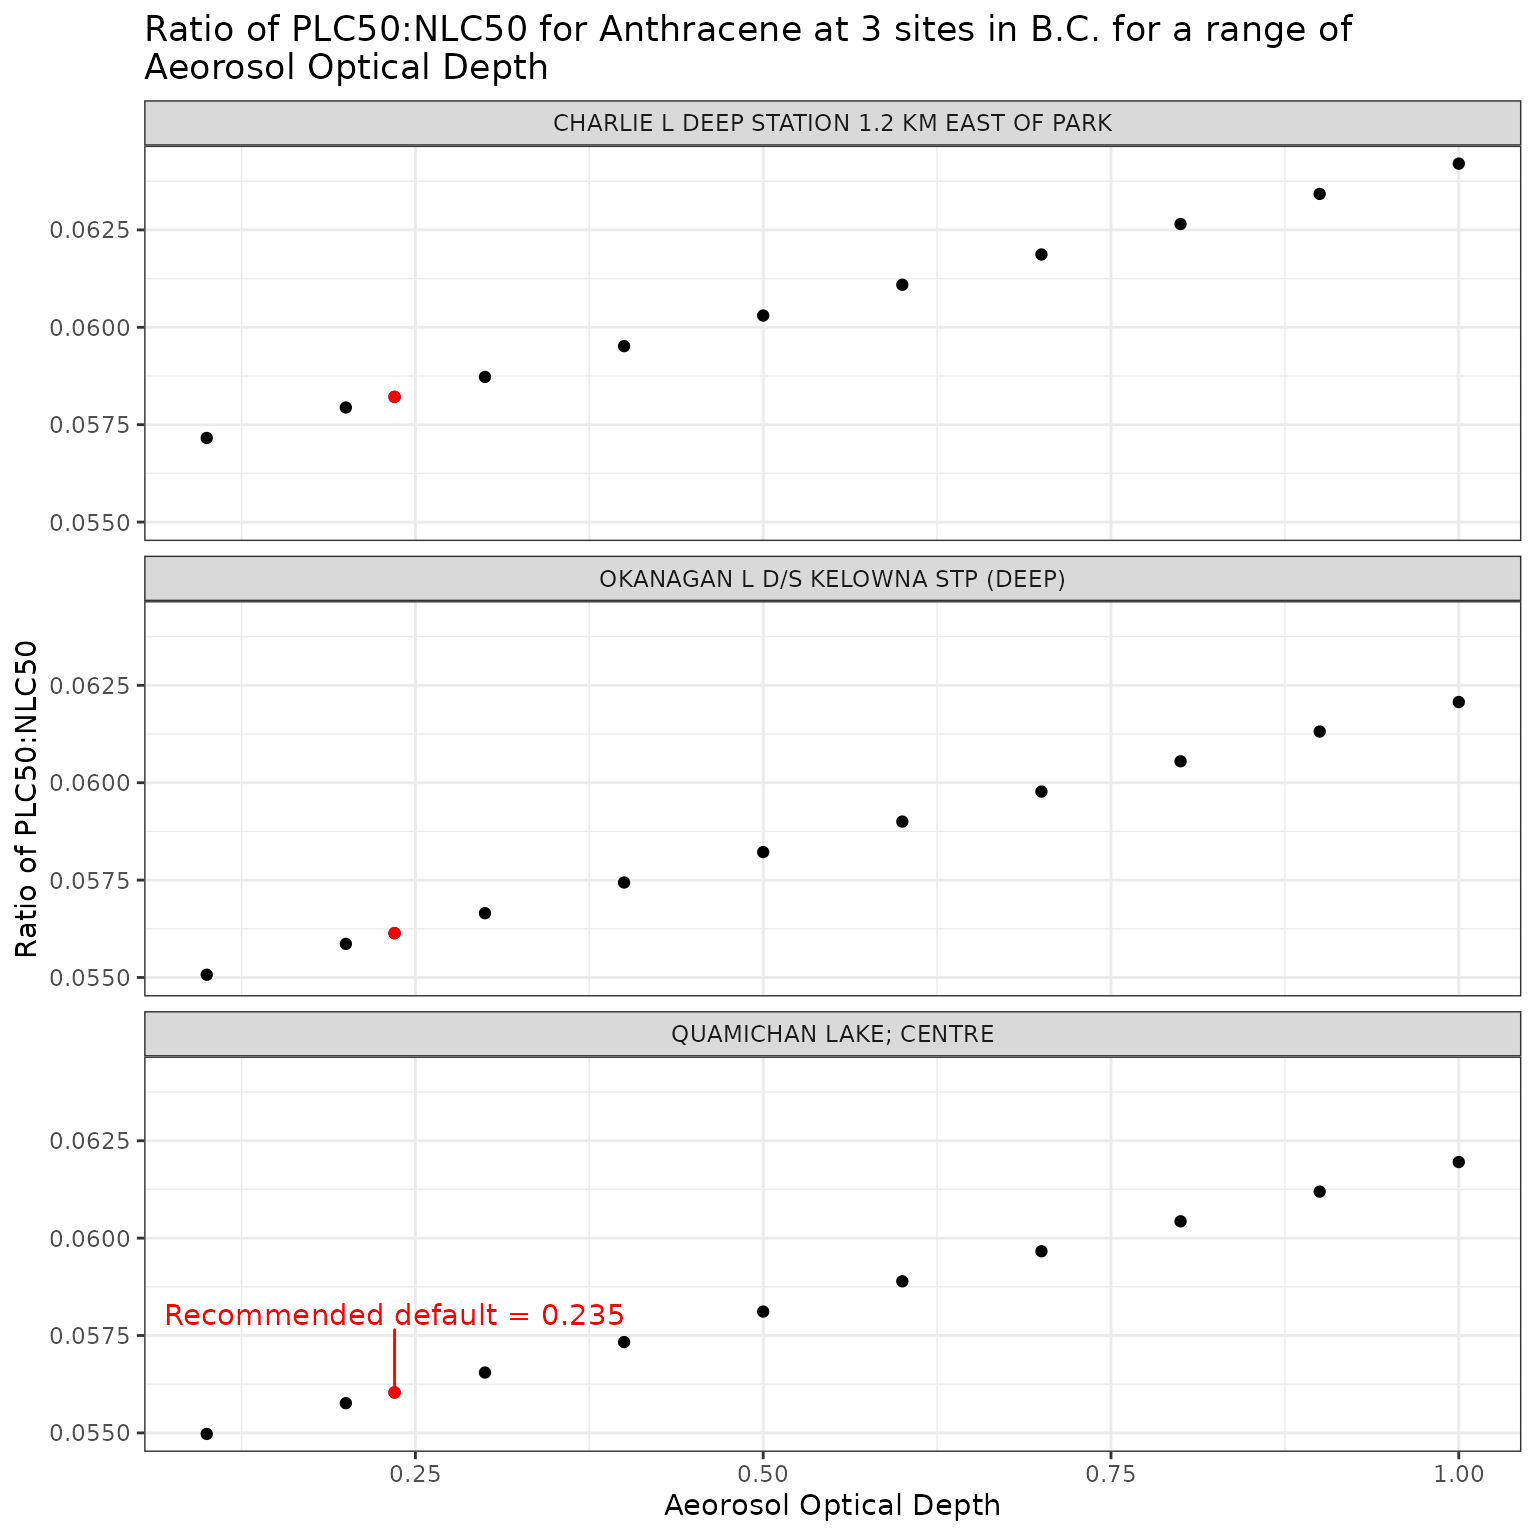 Ratio of PLC50:NLC50 for Anthracene at 3 sites in B.C. for a range of
Aeorosol Optical Depth
CHARLIE L DEEP STATION 1.2 KM EAST OF PARK
0.0625
0.0600
0.0575
0.0550
OKANAGAN L D/S KELOWNA STP (DEEP)
0.0625
0.0600
0.0575
0.0550
Ratio of PLC50:NLC50
QUAMICHAN LAKE; CENTRE
0.0625
0.0600
0.0575
0.0550
Recommended default = 0.235
0.25
0.50
0.75
1.00
Aeorosol Optical Depth